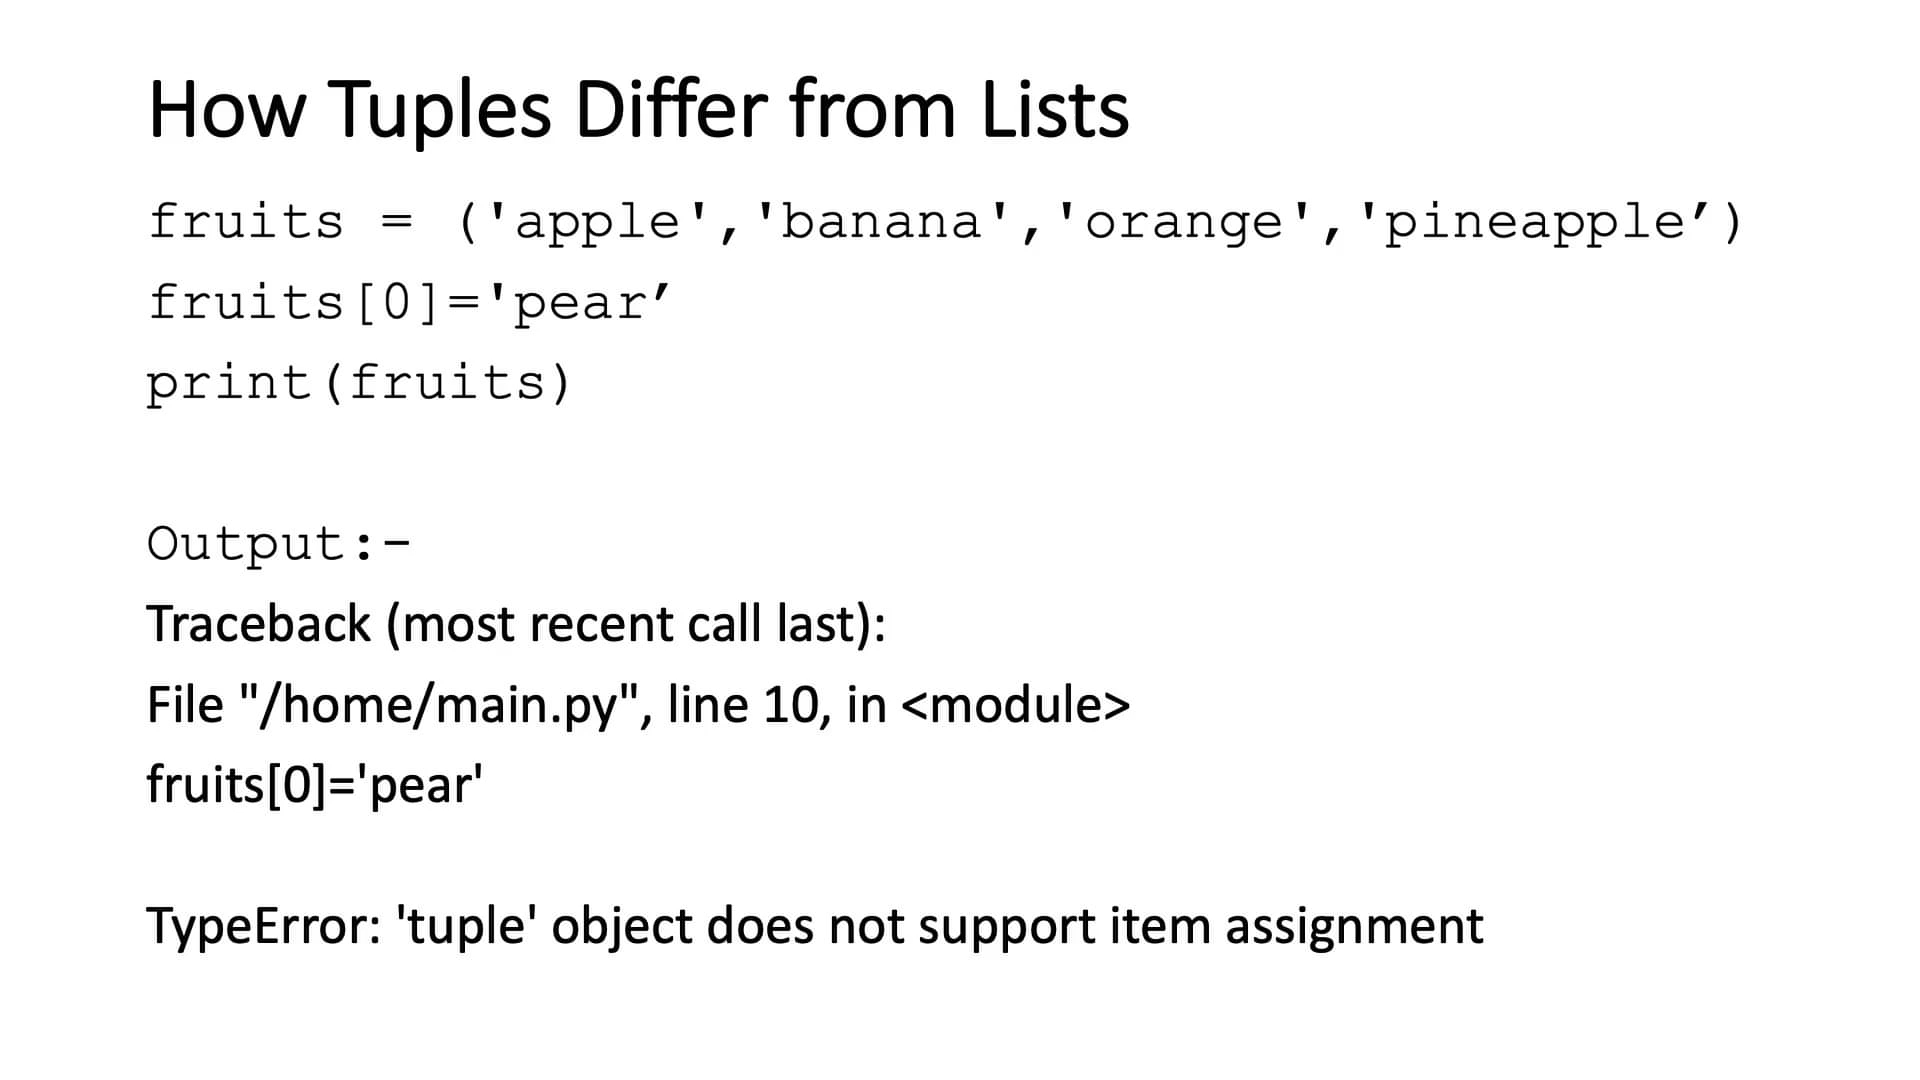 How Tuples Differ from Lists
fruits = ('apple','banana','orange','pineapple’)
fruits[0]='pear’
print(fruits)
Output:-
Traceback (most recent call last):
File "/home/main.py", line 10, in <module>
fruits[0]='pear'
TypeError: 'tuple' object does not support item assignment